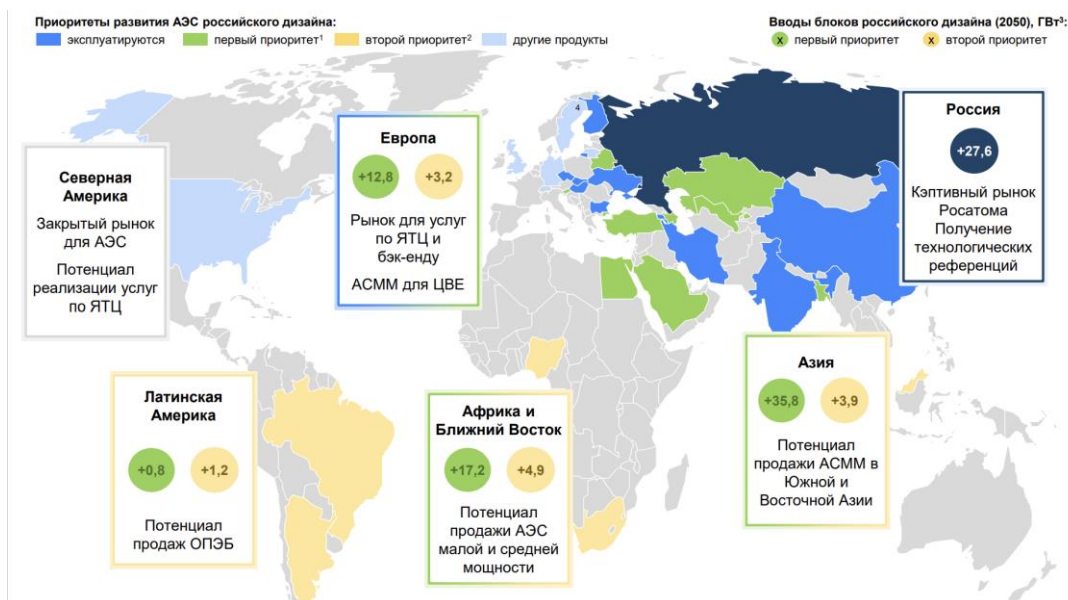 Приоритеты развития АЭС российского дизайна:
эксплуатируются
первый приоритет¹
второй приоритет²
другие продукты
Вводы блоков российского дизайна (2050), ГВт³:
x первый приоритет
x второй приоритет
4
Северная
Америка
Закрытый рынок
для АЭС
Потенциал
реализации услуг
по ЯТЦ
Европа
+12,8
+3,2
Рынок для услуг
по ЯТЦ и
бэк-енду
АСММ для ЦВЕ
Россия
+27,6
Кэптивный рынок
Росатома
Получение
технологических
референций
Латинская
Америка
+0,8
+1,2
Потенциал
продаж ОПЭБ
Африка и
Ближний Восток
+17,2
+4,9
Потенциал
продажи АЭС
малой и средней
мощности
Азия
+35,8
+3,9
Потенциал
продажи АСММ в
Южной и
Восточной Азии